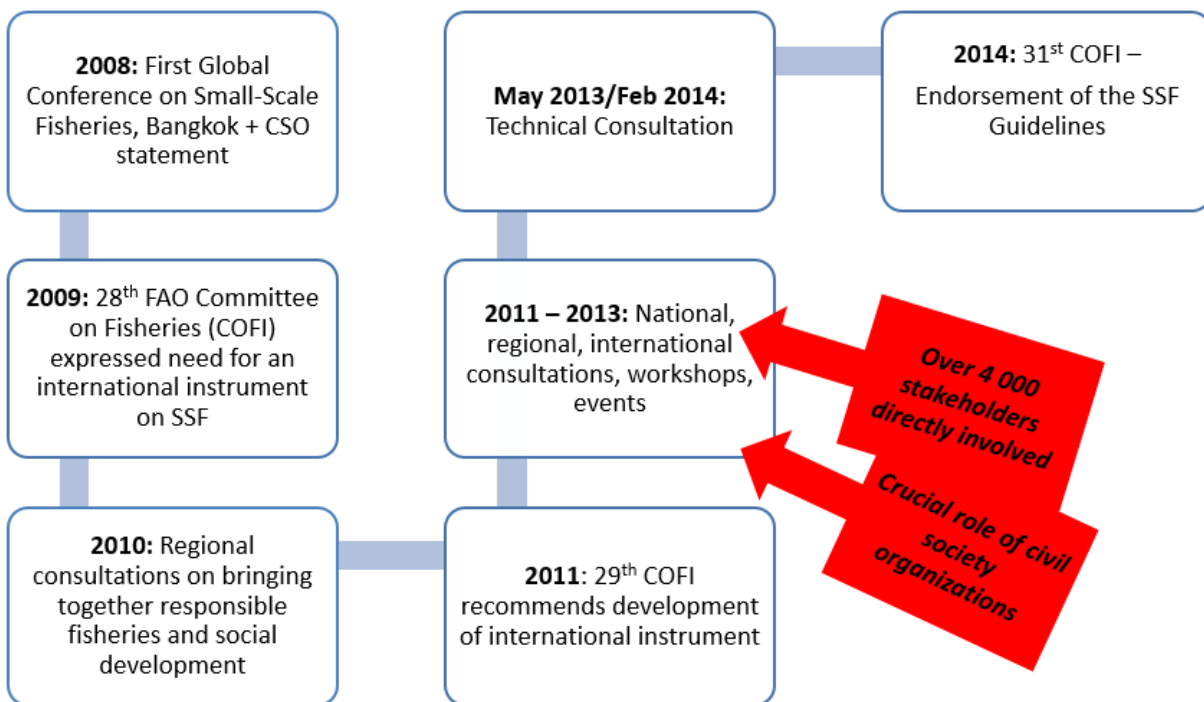 2008: First Global
Conference on Small-Scale
Fisheries, Bangkok + CSO
statement
2009: 28th FAO Committee
on Fisheries (COFI)
expressed need for an
international instrument
on SSF
2010: Regional
consultations on bringing
together responsible
fisheries and social
development
2011: 29th COFI
recommends development
of international instrument
2011 – 2013: National,
regional, international
consultations, workshops,
events
Over 4 000
stakeholders
directly involved
Crucial role of civil
society
organizations
May 2013/Feb 2014:
Technical Consultation
2014: 31st COFI –
Endorsement of the SSF
Guidelines